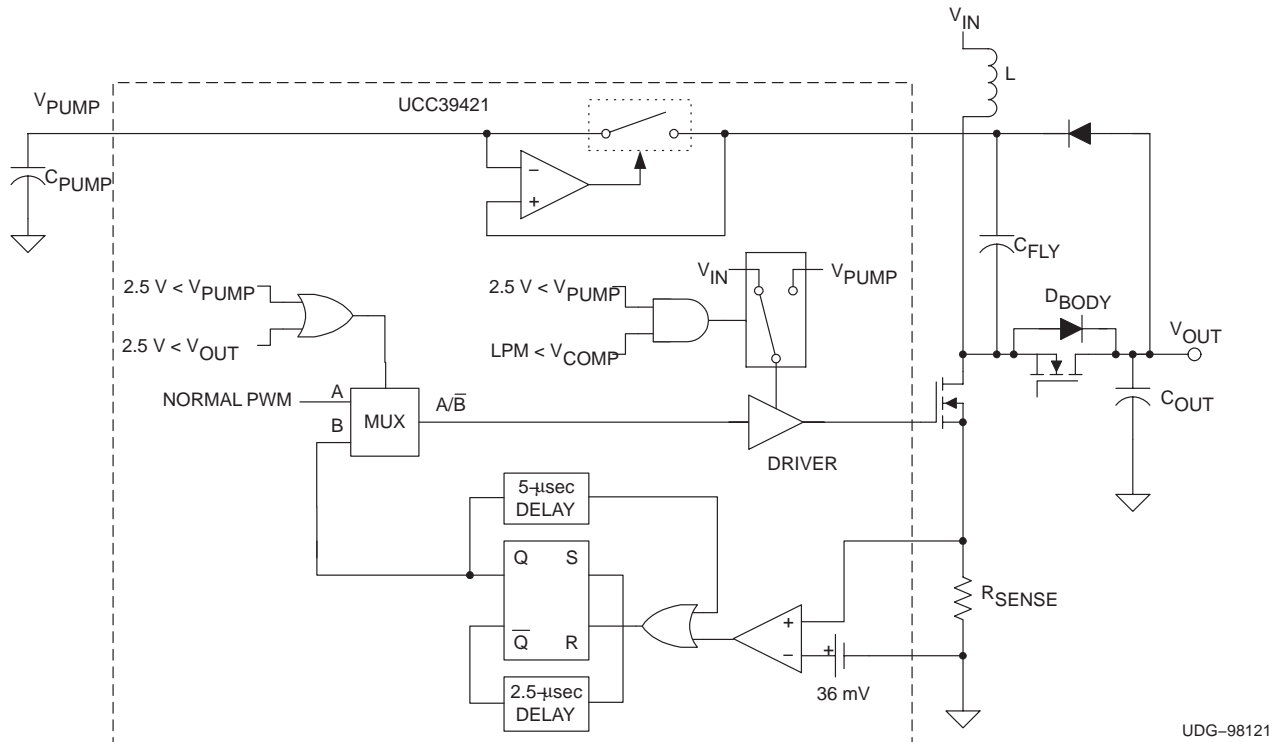 VIN
L
UCC39421
VPUMP
CPUMP
−
+
CFLY
VIN
VPUMP
2.5 V < VPUMP
2.5 V < VPUMP
DBODY
VOUT
2.5 V < VOUT
LPM < VCOMP
NORMAL PWM
A
A/B̅
COUT
B
MUX
DRIVER
5–μsec
DELAY
Q
S
RSENSE
+
Q̅
R
−
+
2.5–μsec
DELAY
36 mV
UDG–98121